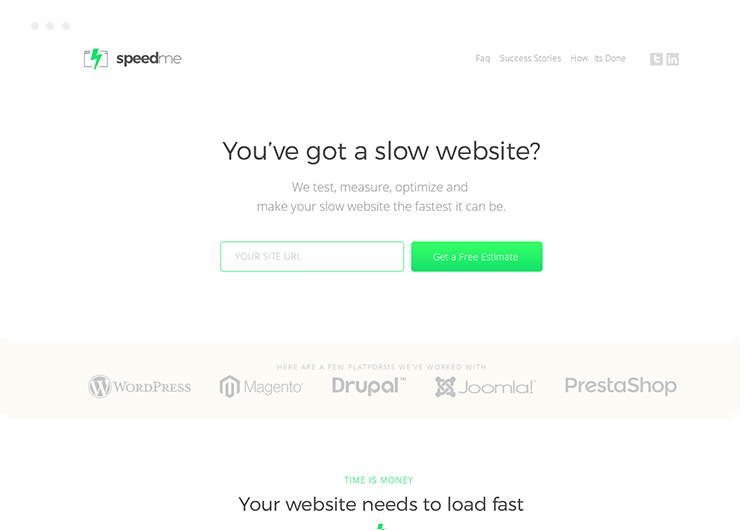 speedme
Faq Success Stories How Its Done
You've got a slow website?
We test, measure, optimize and
make your slow website the fastest it can be.
YOUR SITE URL
Get a Free Estimate
HERE ARE A FEW PLATFORMS WE'VE WORKED WITH
WORDPRESS Magento® Drupal™ Joomla!™ PrestaShop
TIME IS MONEY
Your website needs to load fast